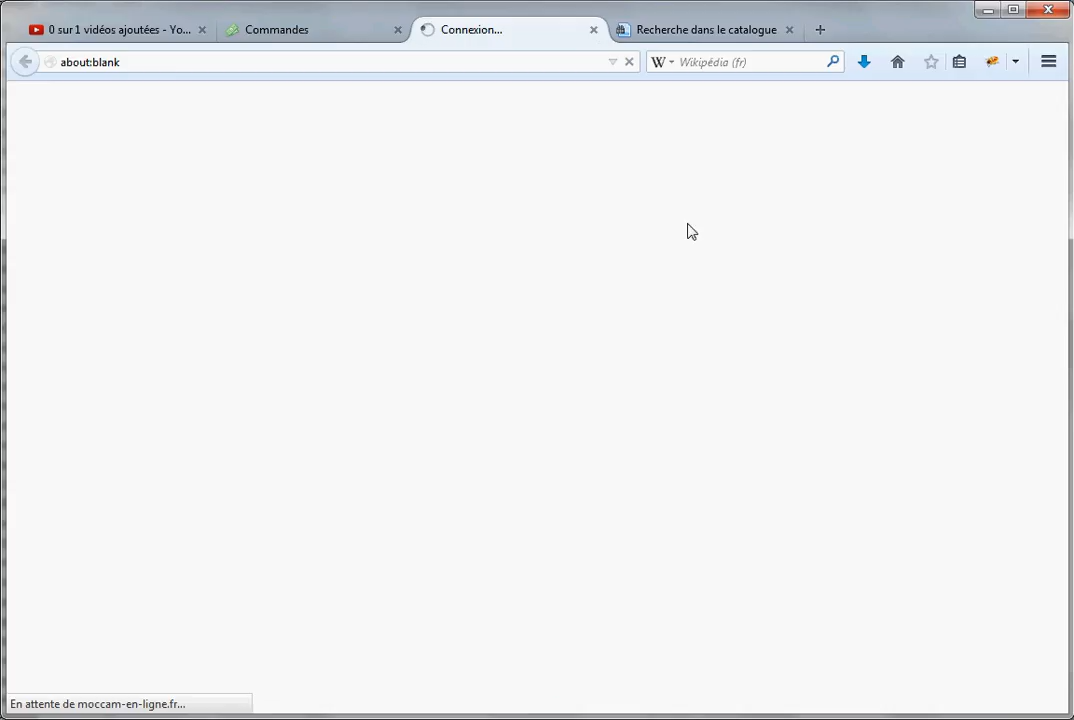 0 sur 1 vidéos ajoutées - Yo...
Commandes
Connexion...
Recherche dans le catalogue
about:blank
W
Wikipédia (fr)
En attente de moccam-en-ligne.fr...